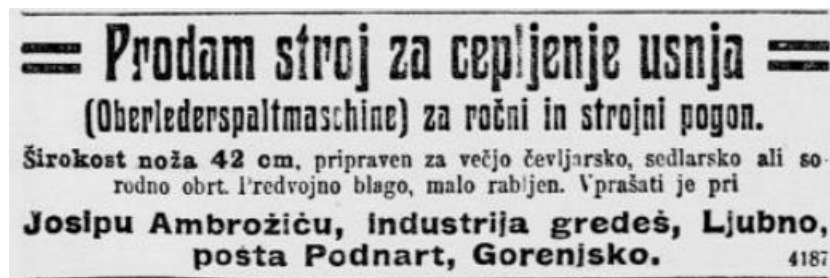 = Prodam stroj za cepljenje usnja =
(Oberlederspaltmaschine) za ročni in strojni pogon.
Širokost noža 42 cm, pripraven za večjo čevljarsko, sedlarsko ali so-
rodno obrt. Predvojno blago, malo rabljen. Vprašati je pri
Josipu Ambrožiču, industrija gredeš, Ljubno,
pošta Podnart, Gorenjsko. 4187